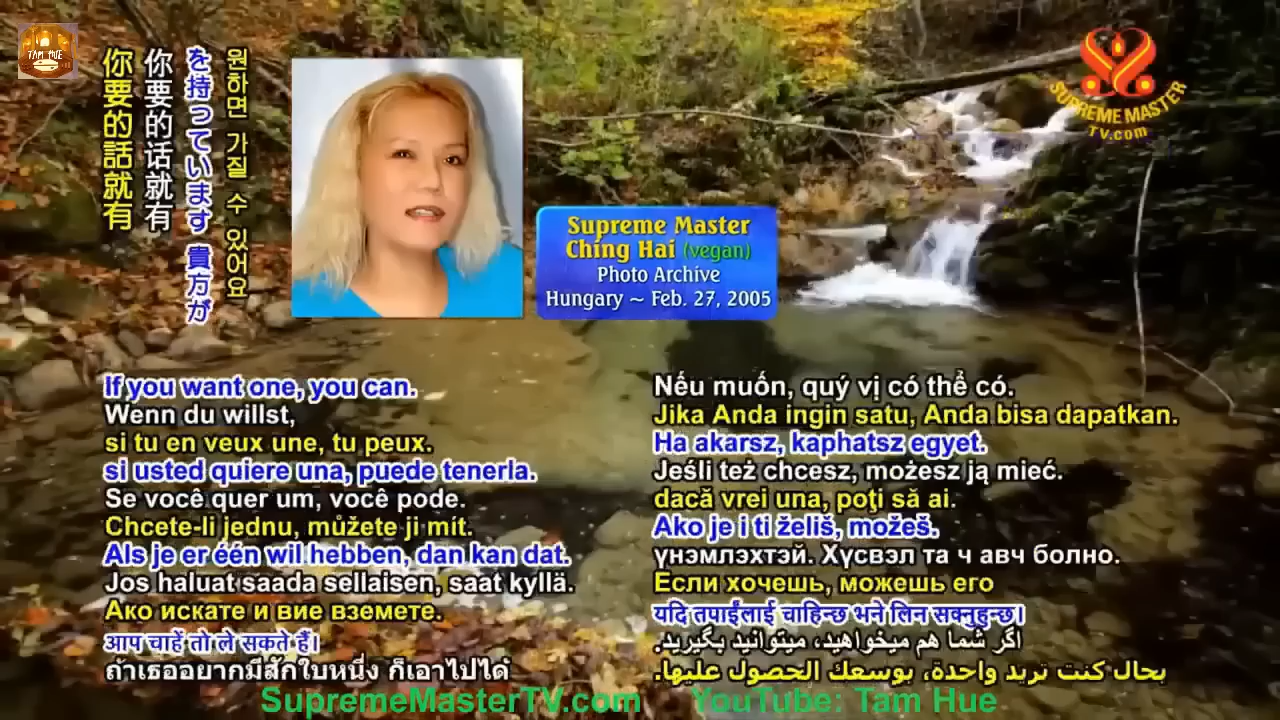 TAM HUE
你要的話就有
你要的话就有
を持っています 貴方が
원하면 가질 수 있어요
SUPREME MASTER
TV.com
Supreme Master
Ching Hai (vegan)
Photo Archive
Hungary ~ Feb. 27, 2005
If you want one, you can.
Wenn du willst,
si tu en veux une, tu peux.
si usted quiere una, puede tenerla.
Se você quer um, você pode.
Chcete-li jednu, můžete ji mít.
Als je er één wil hebben, dan kan dat.
Jos haluat saada sellaisen, saat kyllä.
Ако искате и вие вземете.
आप चाहें तो ले सकते हैं।
ถ้าเธออยากมีสักใบหนึ่ง ก็เอาไปได้
Nếu muốn, quý vị có thể có.
Jika Anda ingin satu, Anda bisa dapatkan.
Ha akarsz, kaphatsz egyet.
Jeśli też chcesz, możesz ją mieć.
dacă vrei una, poţi să ai.
Ako je i ti želiš, možeš.
үнэмлэхтэй. Хүсвэл та ч авч болно.
Если хочешь, можешь его
यदि तपाईंलाई चाहिन्छ भने लिन सक्नुहुन्छ।
اگر شما هم میخواهید، میتوانید بگیرید.
بحال كنت تريد واحدة، بوسعك الحصول عليها.
SupremeMasterTV.com YouTube: Tam Hue